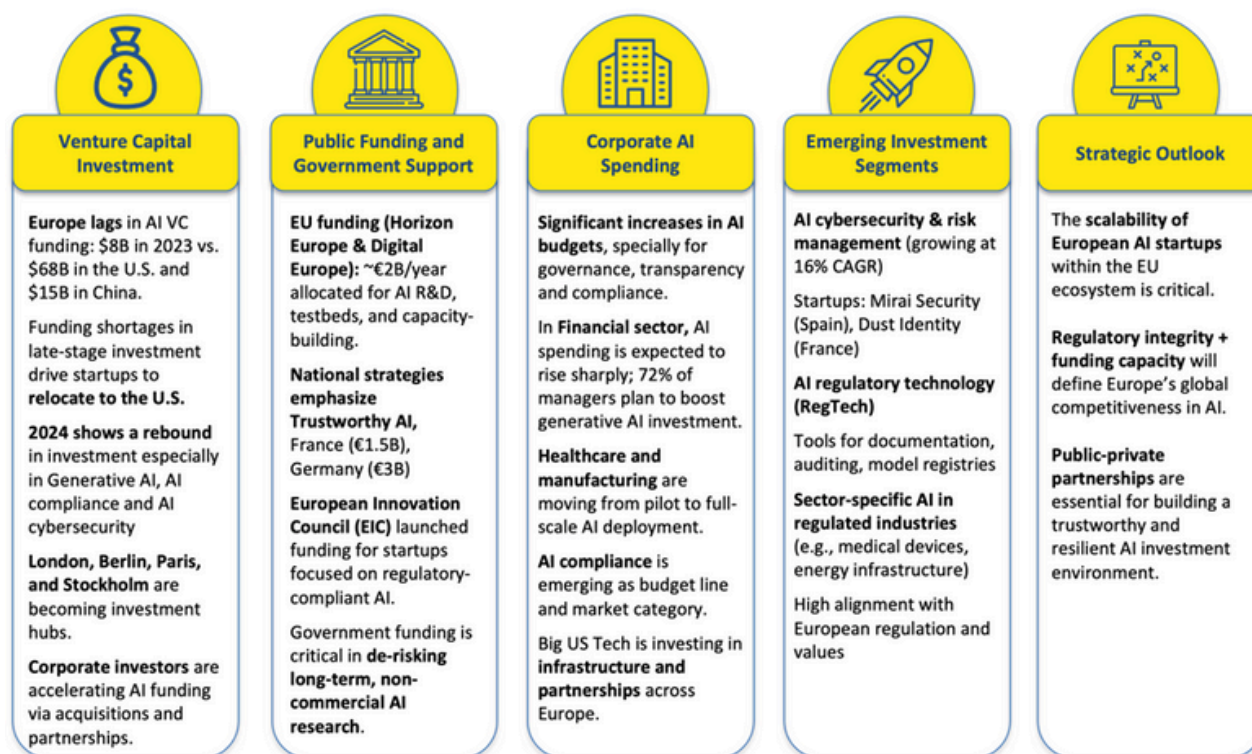 Venture Capital
Investment
Europe lags in AI VC
funding: $8B in 2023 vs.
$68B in the U.S. and
$15B in China.
Funding shortages in
late-stage investment
drive startups to
relocate to the U.S.
2024 shows a rebound
in investment especially
in Generative AI, AI
compliance and AI
cybersecurity
London, Berlin, Paris,
and Stockholm are
becoming investment
hubs.
Corporate investors are
accelerating AI funding
via acquisitions and
partnerships.
Public Funding and
Government Support
EU funding (Horizon
Europe & Digital
Europe): ~€2B/year
allocated for AI R&D,
testbeds, and capacity-
building.
National strategies
emphasize
Trustworthy AI,
France (€1.5B),
Germany (€3B)
European Innovation
Council (EIC) launched
funding for startups
focused on regulatory-
compliant AI.
Government funding is
critical in de-risking
long-term, non-
commercial AI
research.
Corporate AI
Spending
Significant increases in AI
budgets, specially for
governance, transparency
and compliance.
In Financial sector, AI
spending is expected to
rise sharply; 72% of
managers plan to boost
generative AI investment.
Healthcare and
manufacturing are
moving from pilot to full-
scale AI deployment.
AI compliance is
emerging as budget line
and market category.
Big US Tech is investing in
infrastructure and
partnerships across
Europe.
Emerging Investment
Segments
AI cybersecurity & risk
management (growing at
16% CAGR)
Startups: Mirai Security
(Spain), Dust Identity
(France)
AI regulatory technology
(RegTech)
Tools for documentation,
auditing, model registries
Sector-specific AI in
regulated industries
(e.g., medical devices,
energy infrastructure)
High alignment with
European regulation and
values
Strategic Outlook
The scalability of
European AI startups
within the EU
ecosystem is critical.
Regulatory integrity +
funding capacity will
define Europe's global
competitiveness in AI.
Public-private
partnerships are
essential for building a
trustworthy and
resilient AI investment
environment.